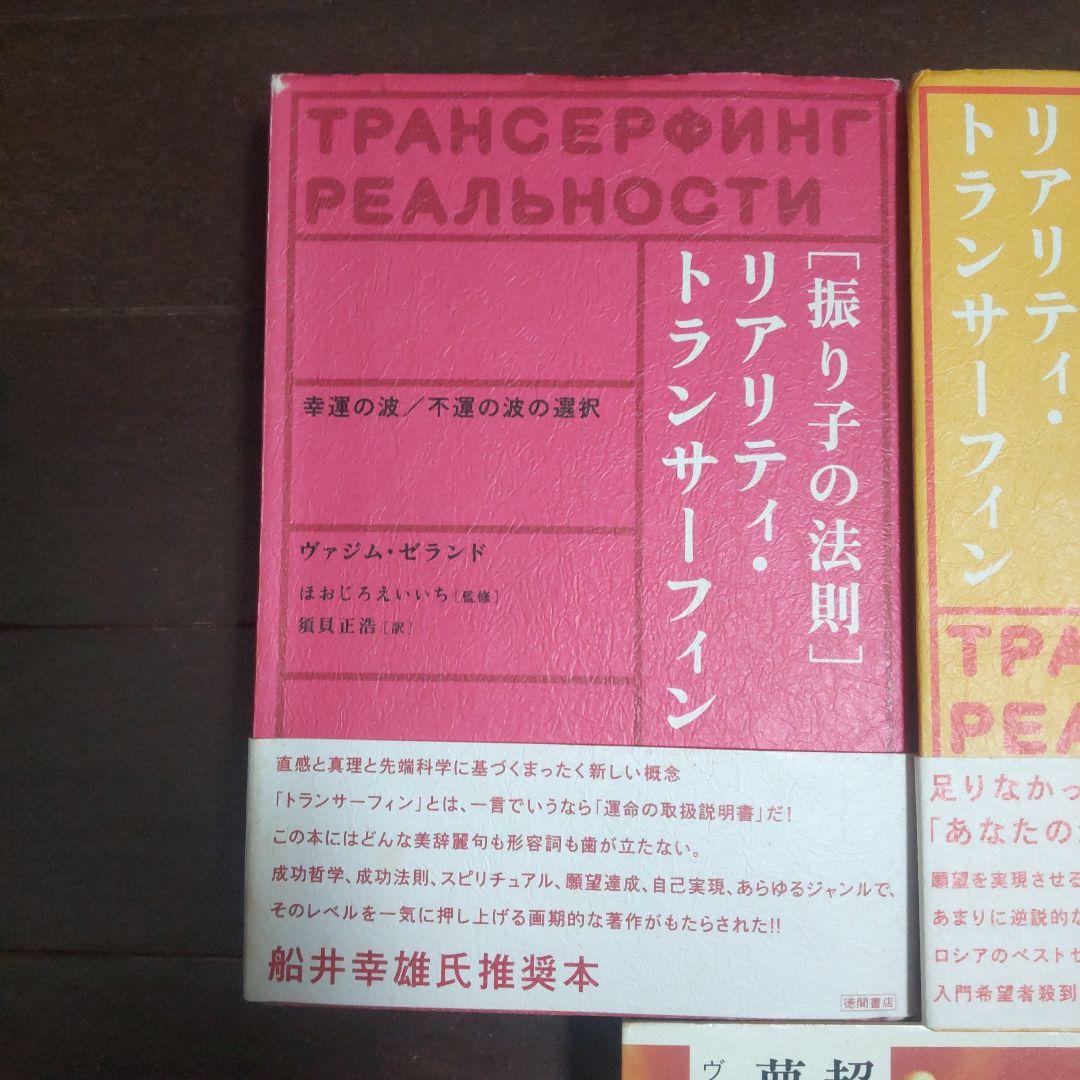 ТРАНСЕРФИНГ
РЕАЛЬНОСТИ
［振り子の法則］
リアリティ・
トランサーフィン
幸運の波／不運の波の選択
ヴァジム・ゼランド
ほおじろえいいち［監修］
須貝正浩［訳］
直感と真理と先端科学に基づくまったく新しい概念
「トランサーフィン」とは、一言でいうなら「運命の取扱説明書」だ！
この本にはどんな美辞麗句も形容詞も歯が立たない。
成功哲学、成功法則、スピリチュアル、願望達成、自己実現、あらゆるジャンルで、
そのレベルを一気に押し上げる画期的な著作がもたらされた!!
船井幸雄氏推奨本
徳間書店
リアリティ・
トランサーフィン
ТРА
РЕА
足りなかっ
「あなたの
願望を実現させる
あまりに逆説的な
ロシアのベストセ
入門希望者殺到
超
夢
ヴ